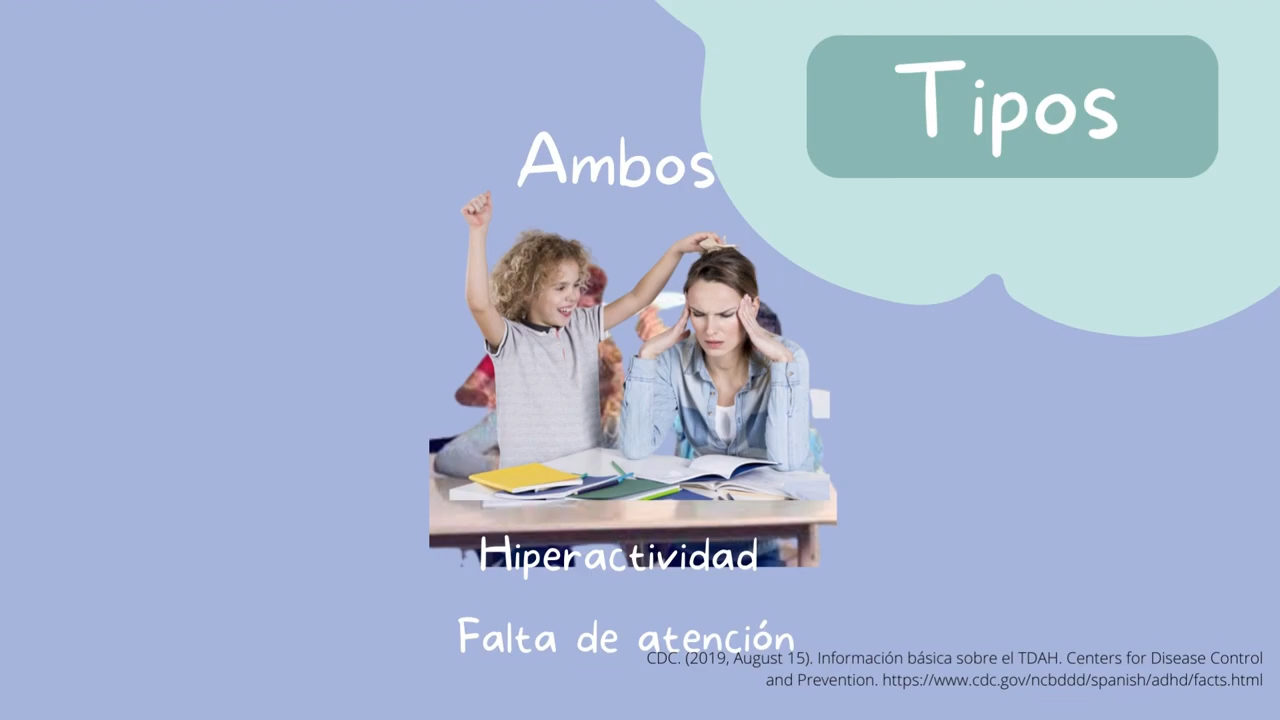 Tipos
Ambos
Hiperactividad
Falta de atención
CDC. (2019, August 15). Información básica sobre el TDAH. Centers for Disease Control
and Prevention. https://www.cdc.gov/ncbddd/spanish/adhd/facts.html